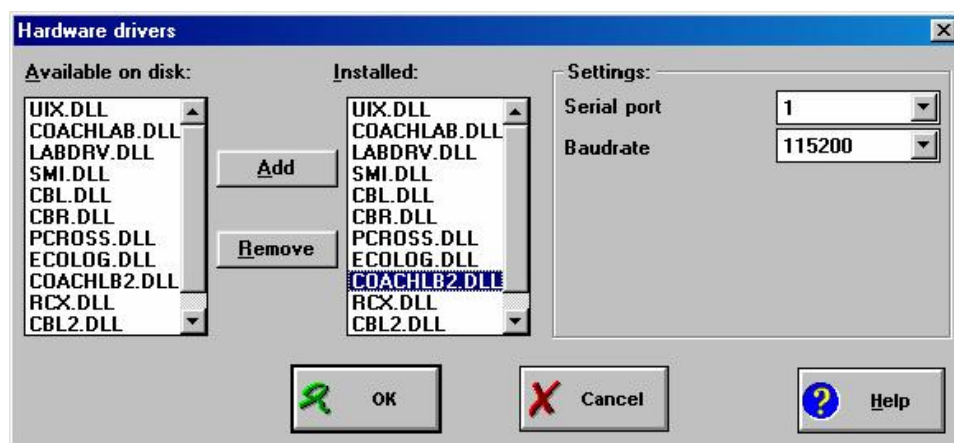 Hardware drivers
Available on disk:
UIX.DLL
COACHLAB.DLL
LABDRV.DLL
SMI.DLL
CBL.DLL
CBR.DLL
PCROSS.DLL
ECOLOG.DLL
COACHLB2.DLL
RCX.DLL
CBL2.DLL
Add
Remove
Installed:
UIX.DLL
COACHLAB.DLL
LABDRV.DLL
SMI.DLL
CBL.DLL
CBR.DLL
PCROSS.DLL
ECOLOG.DLL
COACHLB2.DLL
RCX.DLL
CBL2.DLL
Settings:
Serial port 1
Baudrate 115200
OK
Cancel
? Help